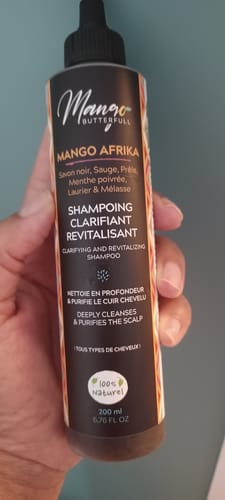 Mango
BUTTERFULL
MANGO AFRIKA
Savon noir, Sauge, Prêle,
Menthe poivrée,
Laurier & Mélasse
SHAMPOING
CLARIFIANT
REVITALISANT
CLARIFYING AND REVITALIZING
SHAMPOO
NETTOIE EN PROFONDEUR
& PURIFIE LE CUIR CHEVELU
DEEPLY CLEANSES
& PURIFIES THE SCALP
(TOUS TYPES DE CHEVEUX)
100%
Naturel
200 ml
6,76 FL OZ